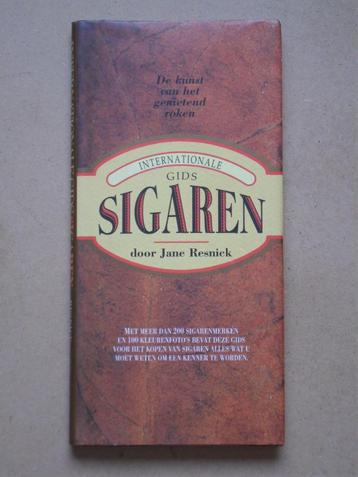 De kunst
van het
genietend
roken
INTERNATIONALE
GIDS
SIGAREN
door Jane Resnick
MET MEER DAN 200 SIGARENMERKEN
EN 100 KLEURENFOTO'S BEVAT DEZE GIDS
VOOR HET KOPEN VAN SIGAREN ALLES WAT U
MOET WETEN OM EEN KENNER TE WORDEN.